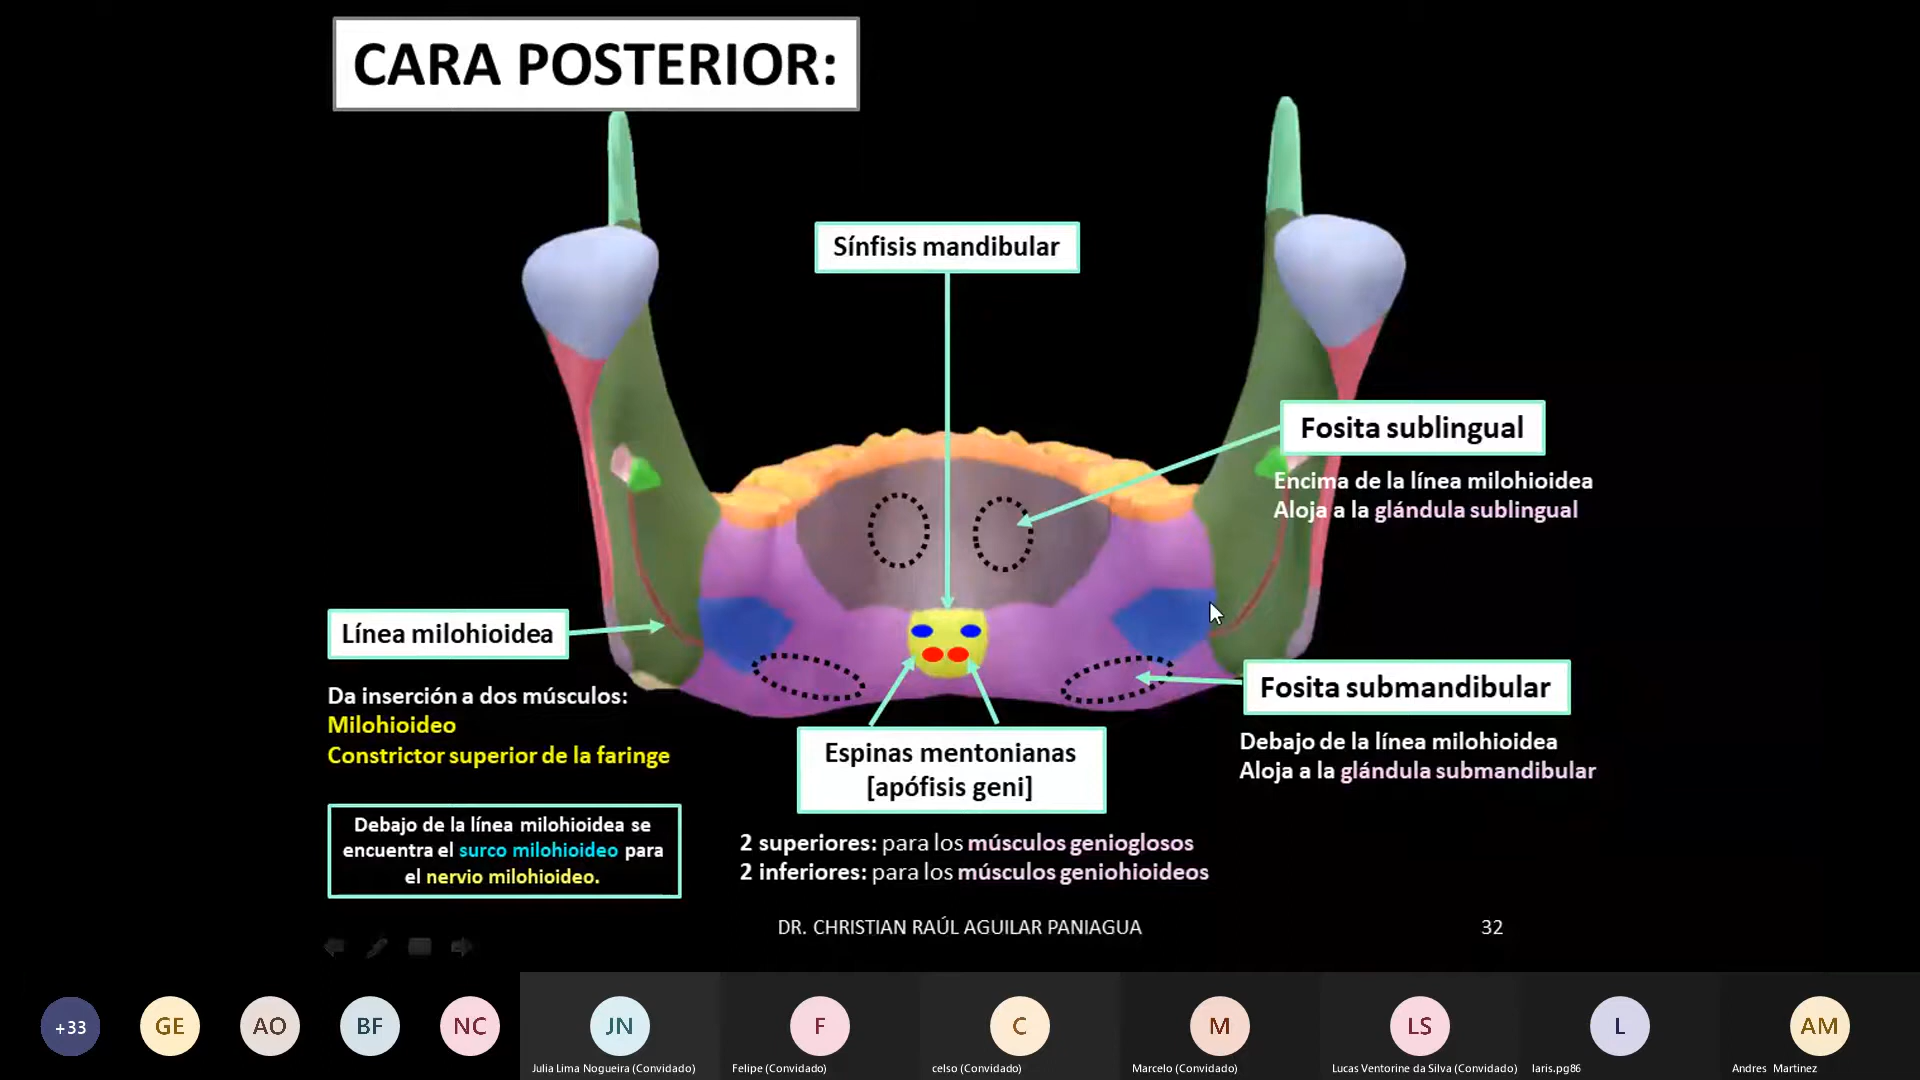 CARA POSTERIOR:
Sínfisis mandibular
Fosita sublingual
Encima de la línea milohioidea
Aloja a la glándula sublingual
Línea milohioidea
Da inserción a dos músculos:
Milohioideo
Constrictor superior de la faringe
Fosita submandibular
Debajo de la línea milohioidea
Aloja a la glándula submandibular
Espinas mentonianas
[apófisis geni]
2 superiores: para los músculos genioglosos
2 inferiores: para los músculos geniohioideos
Debajo de la línea milohioidea se
encuentra el surco milohioideo para
el nervio milohioideo.
DR. CHRISTIAN RAÚL AGUILAR PANIAGUA
32
+33
GE
AO
BF
NC
JN
F
C
M
LS
L
AM
Julia Lima Nogueira (Convidado)
Felipe (Convidado)
celso (Convidado)
Marcelo (Convidado)
Lucas Ventorine da Silva (Convidado)
laris.pg86
Andres Martinez